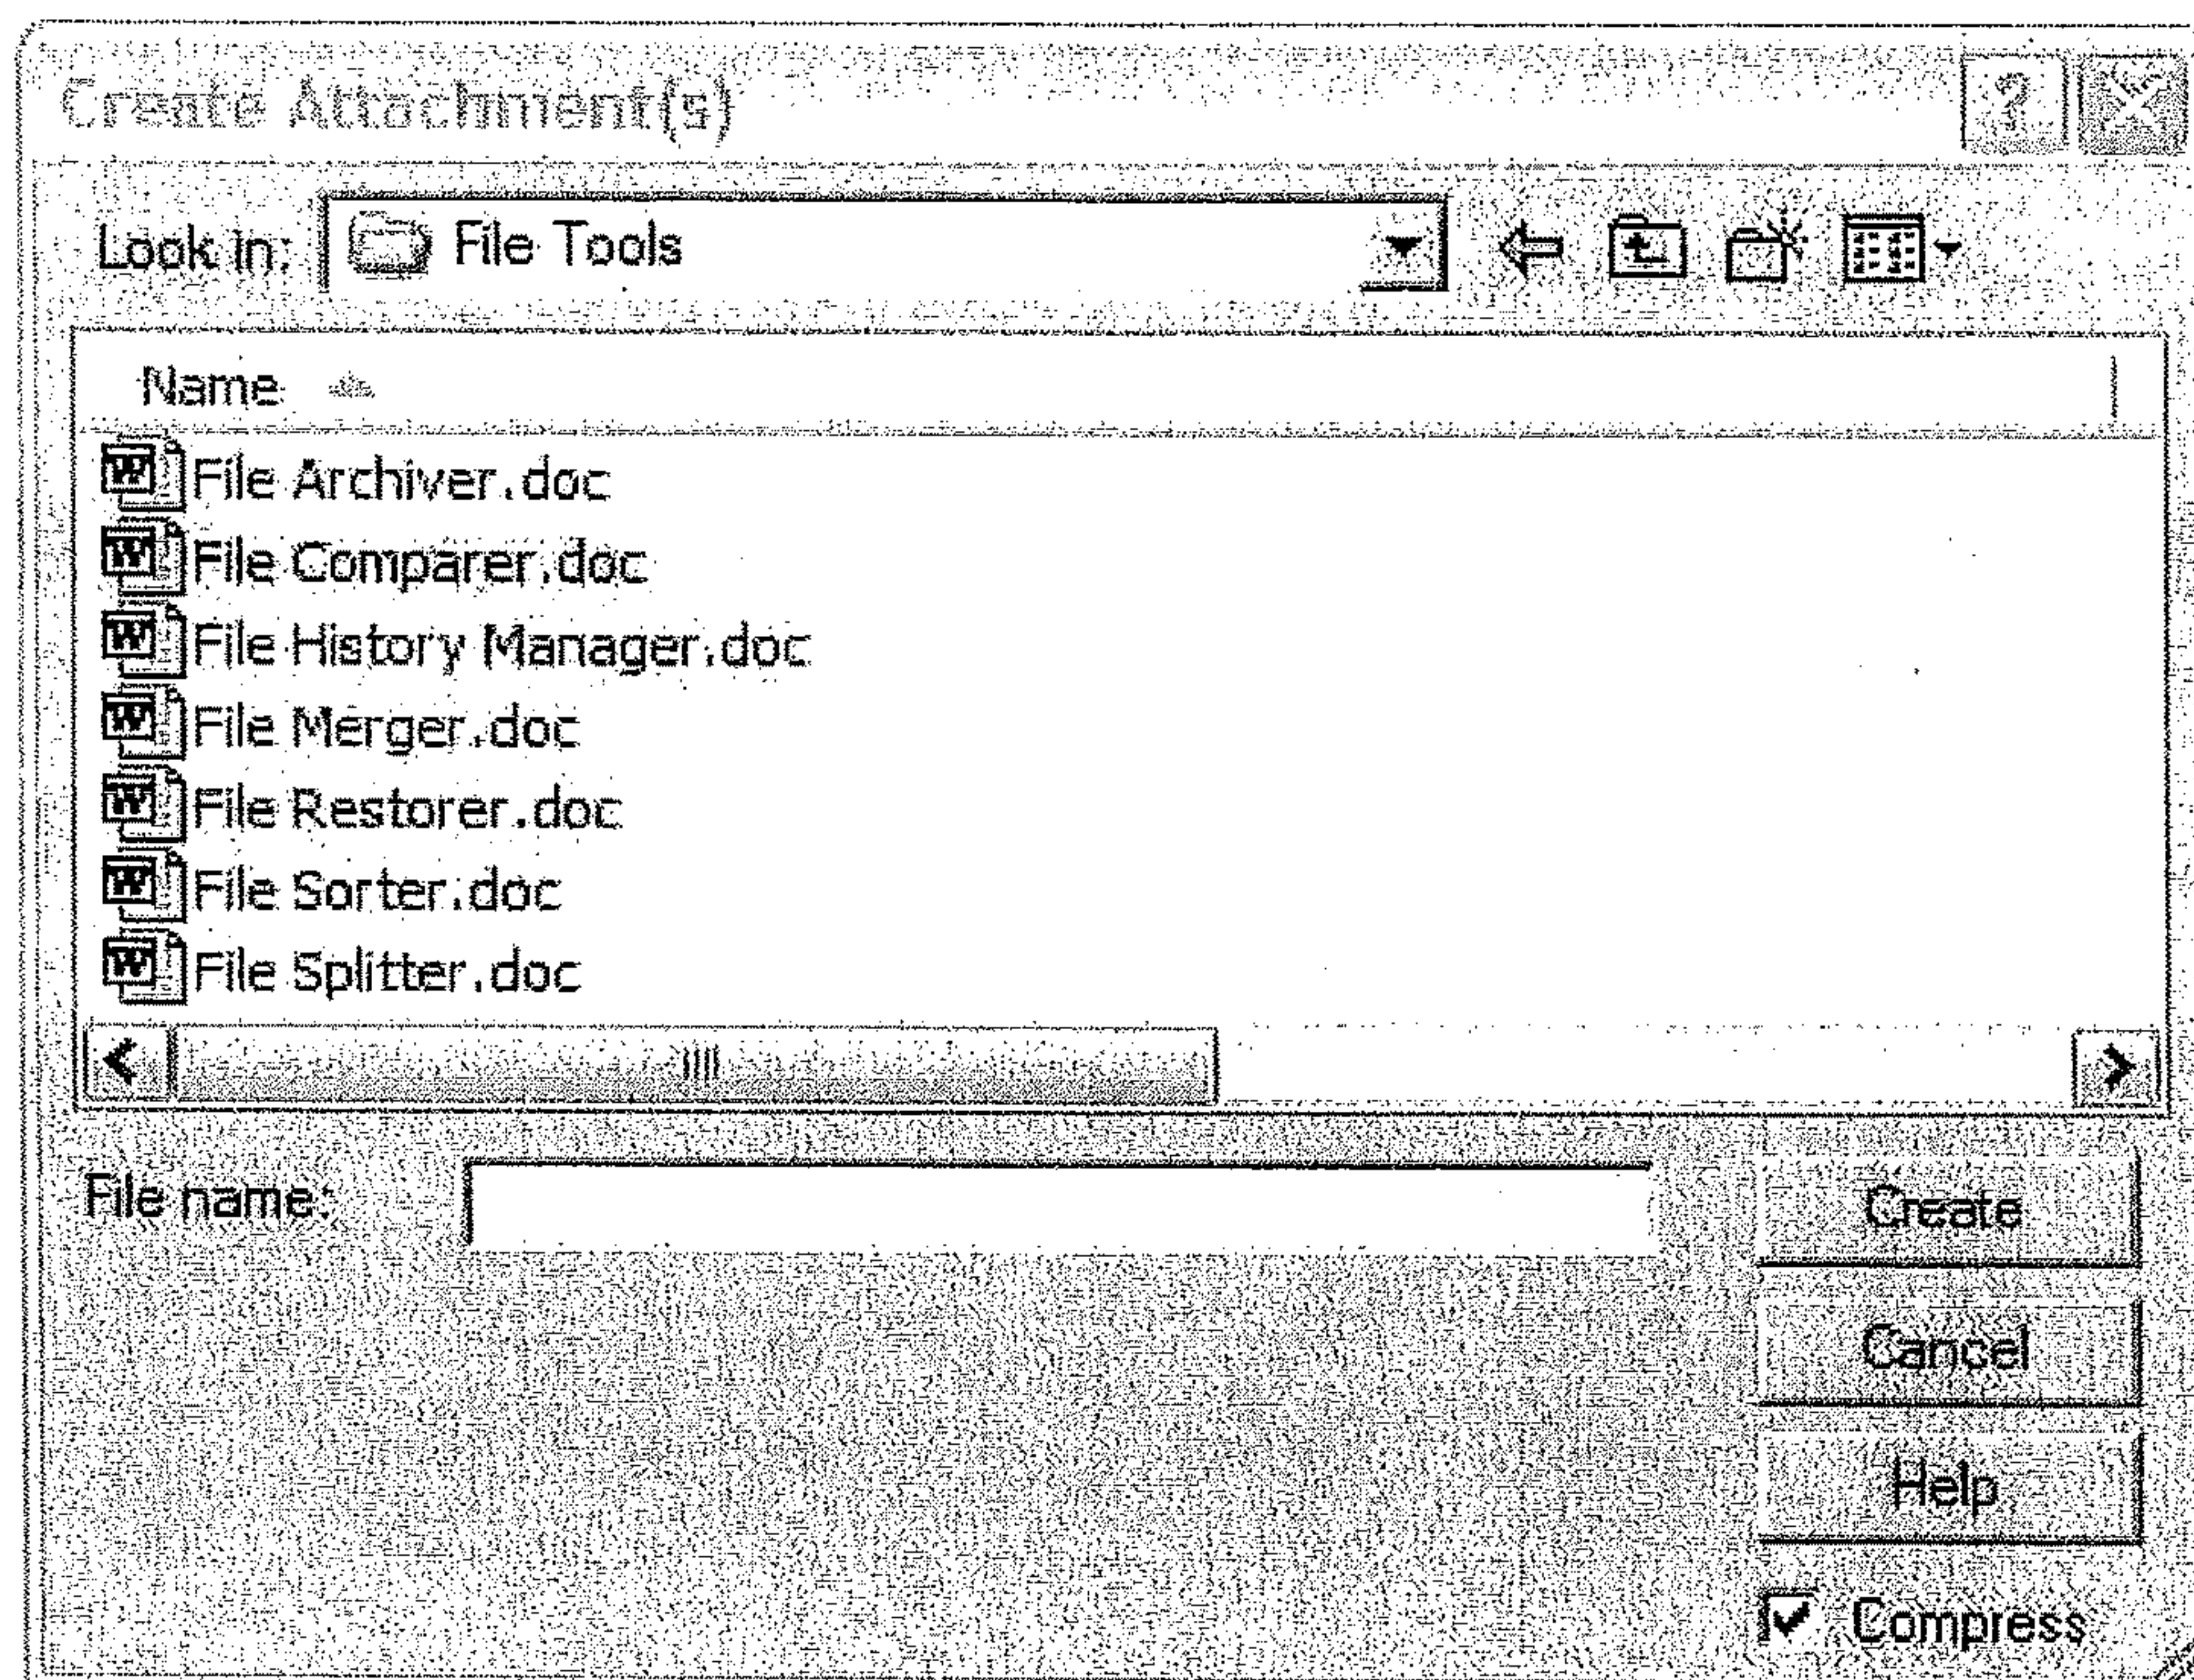 Create Attachment(s) ?
Look in: File Tools
Name
File Archiver.doc
File Comparer.doc
File History Manager.doc
File Merger.doc
File Restorer.doc
File Sorter.doc
File Splitter.doc
File name: Create
Cancel
Help
Compress